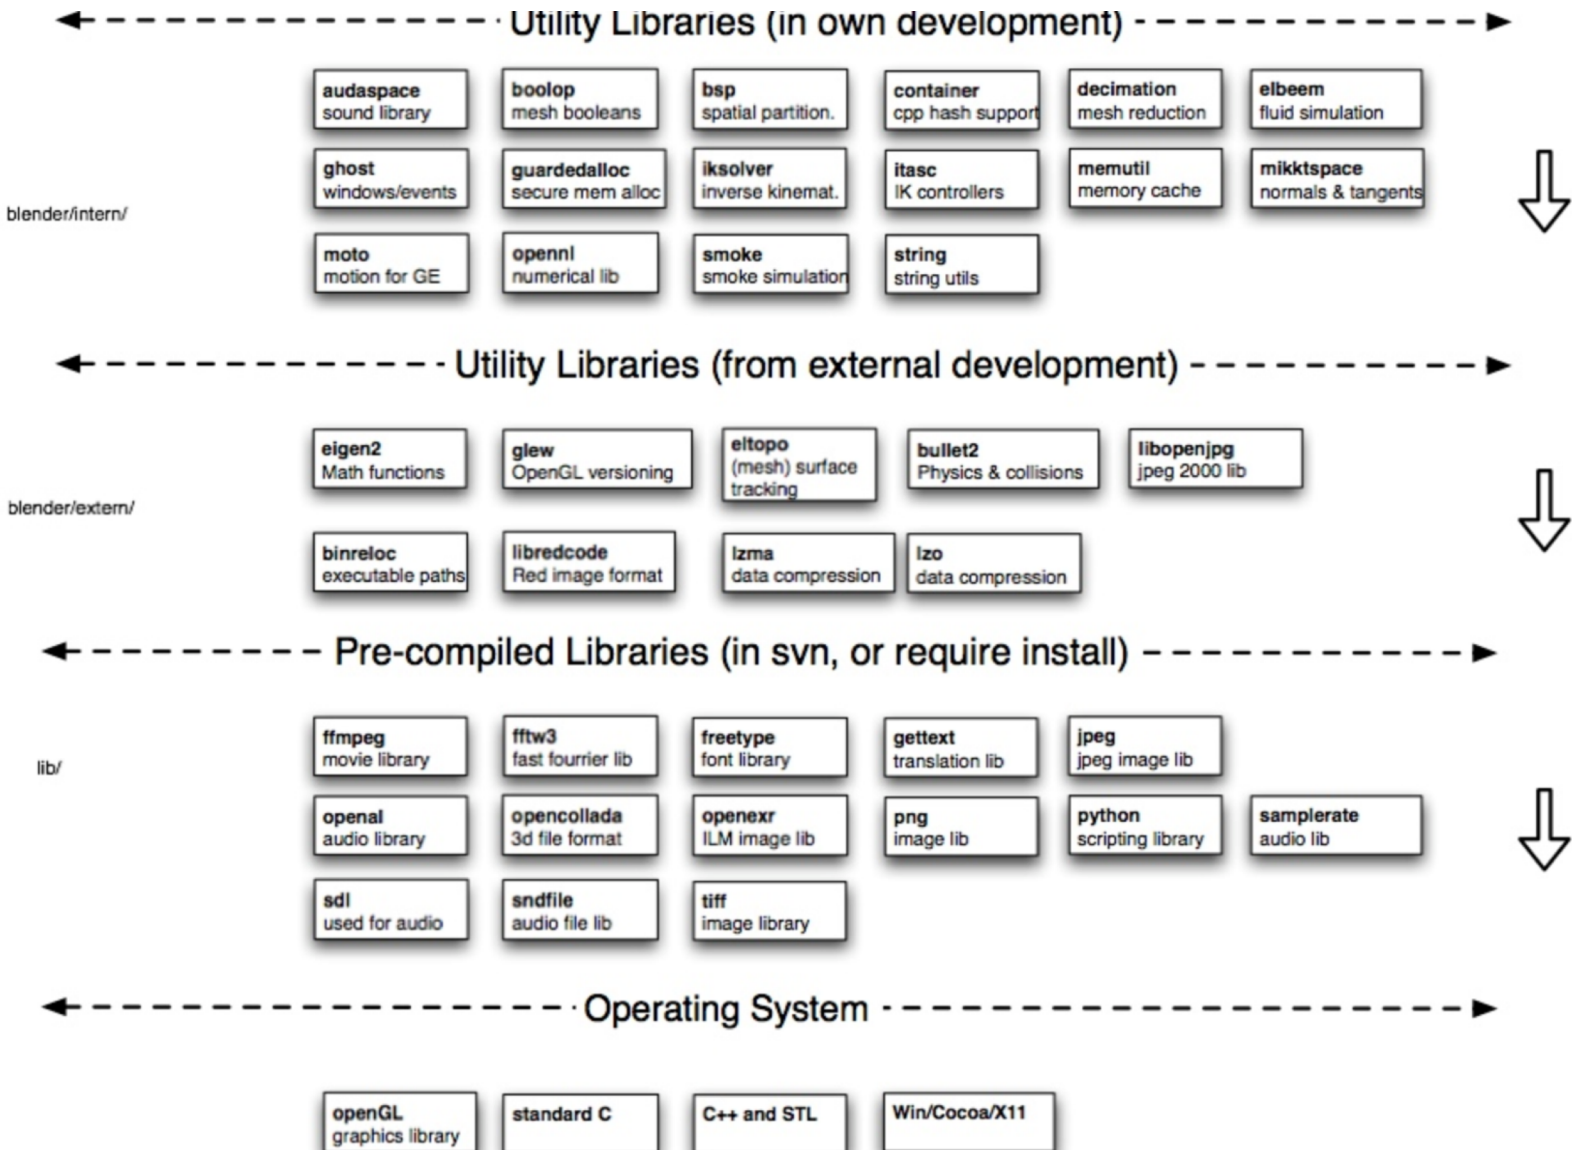 Utility Libraries (in own development)
audaspace
sound library
boolop
mesh booleans
bsp
spatial partition.
container
cpp hash support
decimation
mesh reduction
elbeem
fluid simulation
ghost
windows/events
guardedalloc
secure mem alloc
iksolver
inverse kinemat.
itasc
IK controllers
memutil
memory cache
mikktspace
normals & tangents
blender/intern/
moto
motion for GE
opennl
numerical lib
smoke
smoke simulation
string
string utils
Utility Libraries (from external development)
eigen2
Math functions
glew
OpenGL versioning
eltopo
(mesh) surface
tracking
bullet2
Physics & collisions
libopenjpg
jpeg 2000 lib
blender/extern/
binreloc
executable paths
libredcode
Red image format
lzma
data compression
lzo
data compression
Pre-compiled Libraries (in svn, or require install)
ffmpeg
movie library
fftw3
fast fourrier lib
freetype
font library
gettext
translation lib
jpeg
jpeg image lib
lib/
openal
audio library
opencollada
3d file format
openexr
ILM image lib
png
image lib
python
scripting library
samplerate
audio lib
sdl
used for audio
sndfile
audio file lib
tiff
image library
Operating System
openGL
graphics library
standard C
C++ and STL
Win/Cocoa/X11